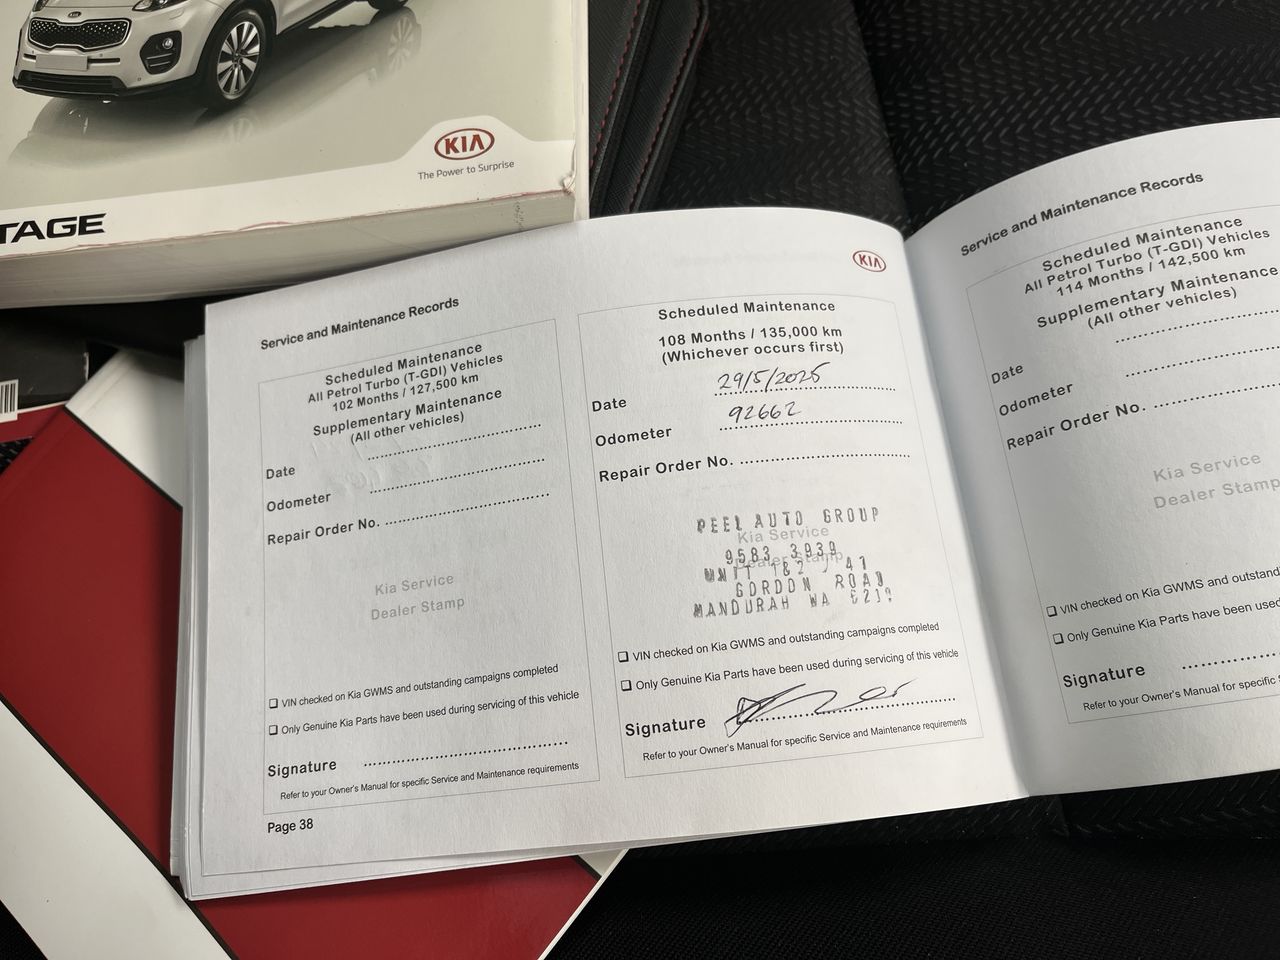 KIA
The Power to Surprise
TAGE
Service and Maintenance Records
Scheduled Maintenance
All Petrol Turbo (T-GDI) Vehicles
102 Months / 127,500 km
Supplementary Maintenance
(All other vehicles)
Date
Odometer
Repair Order No.
Kia Service
Dealer Stamp
❑ VIN checked on Kia GWMS and outstanding campaigns completed
❑ Only Genuine Kia Parts have been used during servicing of this vehicle
Signature
Refer to your Owner's Manual for specific Service and Maintenance requirements
Page 38
KIA
Scheduled Maintenance
108 Months / 135,000 km
(Whichever occurs first)
Date 29/5/2025
Odometer 92662
Repair Order No.
PEEL AUTO GROUP
Kia Service
9583 3939
Dealer Stamp
UNIT 1&2, 41
GORDON ROAD
MANDURAH WA 6210
❑ VIN checked on Kia GWMS and outstanding campaigns completed
❑ Only Genuine Kia Parts have been used during servicing of this vehicle
Signature
Refer to your Owner's Manual for specific Service and Maintenance requirements
Service and Maintenance Records
Scheduled Maintenance
All Petrol Turbo (T-GDI) Vehicles
114 Months / 142,500 km
Supplementary Maintenance
(All other vehicles)
Date
Odometer
Repair Order No.
Kia Service
Dealer Stamp
❑ VIN checked on Kia GWMS and outstand
❑ Only Genuine Kia Parts have been used
Signature
Refer to your Owner's Manual for specific